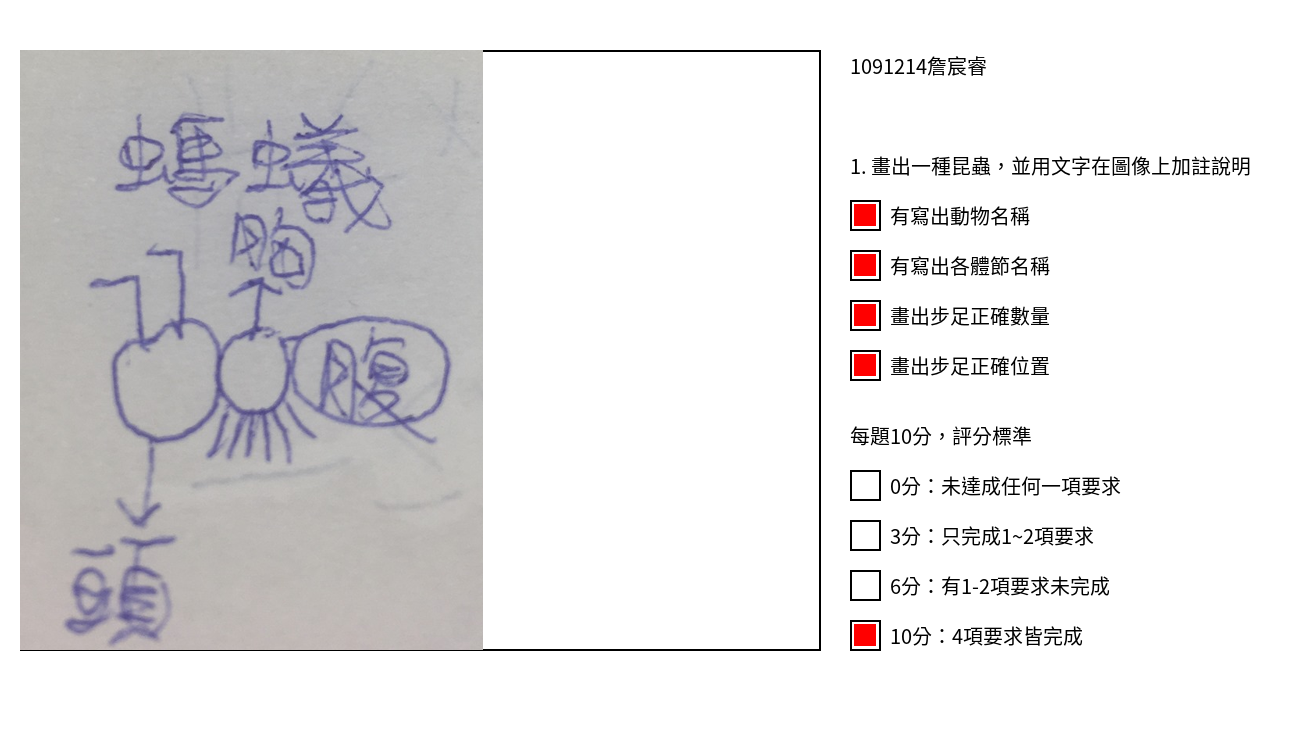 螞蟻
胸
腹
頭
1091214詹宸睿
1. 畫出一種昆蟲，並用文字在圖像上加註說明
有寫出動物名稱
有寫出各體節名稱
畫出步足正確數量
畫出步足正確位置
每題10分，評分標準
0分：未達成任何一項要求
3分：只完成1~2項要求
6分：有1-2項要求未完成
10分：4項要求皆完成